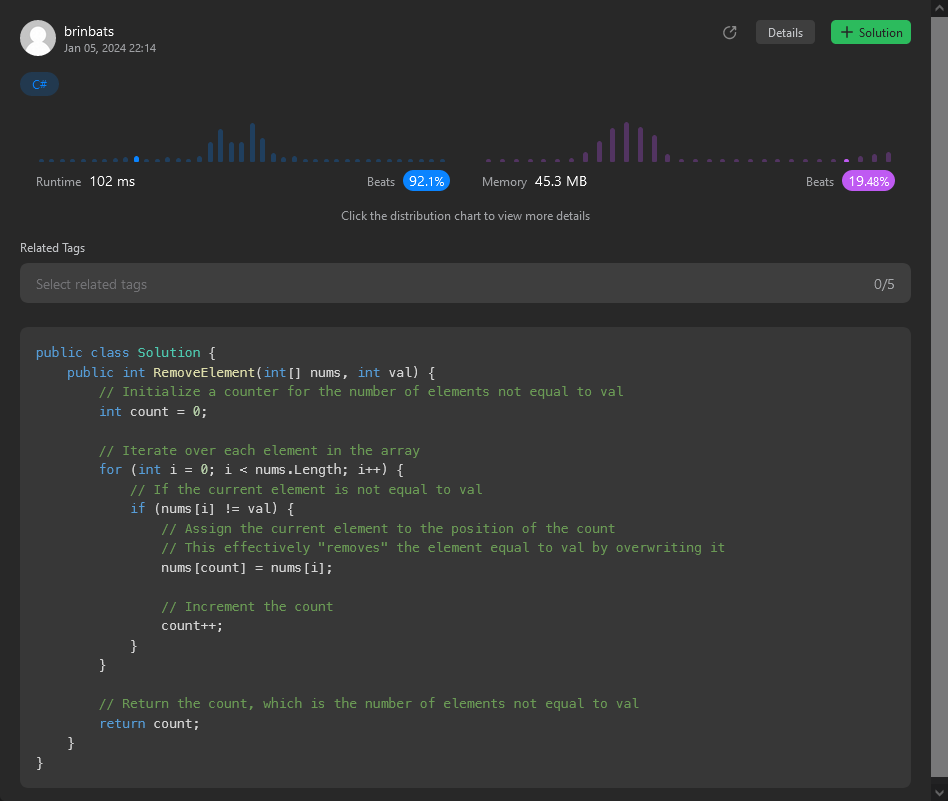 brinbats
Jan 05, 2024 22:14
Details
Solution
C#
Runtime 102 ms
Beats 92.1%
Memory 45.3 MB
Beats 19.48%
Click the distribution chart to view more details
Related Tags
Select related tags
0/5
public class Solution {
    public int RemoveElement(int[] nums, int val) {
        // Initialize a counter for the number of elements not equal to val
        int count = 0;

        // Iterate over each element in the array
        for (int i = 0; i < nums.Length; i++) {
            // If the current element is not equal to val
            if (nums[i] != val) {
                // Assign the current element to the position of the count
                // This effectively "removes" the element equal to val by overwriting it
                nums[count] = nums[i];

                // Increment the count
                count++;
            }
        }

        // Return the count, which is the number of elements not equal to val
        return count;
    }
}